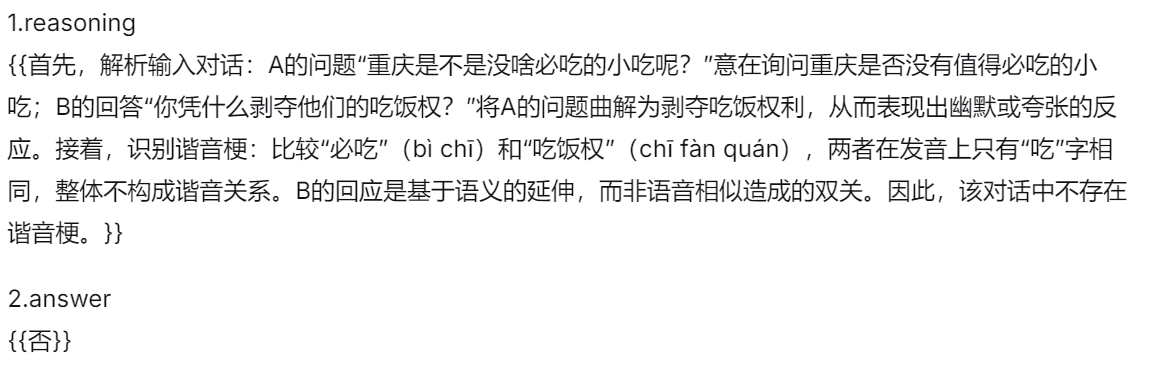 1.reasoning
{{首先，解析输入对话：A的问题“重庆是不是没啥必吃的小吃呢？”意在询问重庆是否没有值得必吃的小
吃；B的回答“你凭什么剥夺他们的吃饭权？”将A的问题曲解为剥夺吃饭权利，从而表现出幽默或夸张的反
应。接着，识别谐音梗：比较“必吃”（bì chī）和“吃饭权”（chī fàn quán），两者在发音上只有“吃”字相
同，整体不构成谐音关系。B的回应是基于语义的延伸，而非语音相似造成的双关。因此，该对话中不存在
谐音梗。}}
2.answer
{{否}}